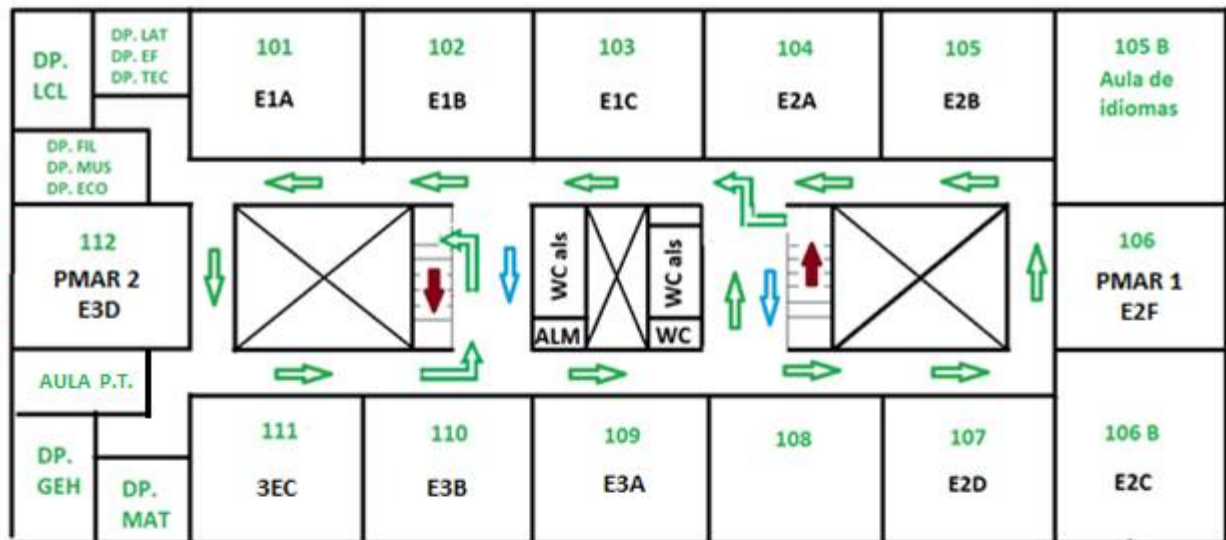 DP.
LCL
DP. LAT
DP. EF
DP. TEC
101
E1A
102
E1B
103
E1C
104
E2A
105
E2B
105 B
Aula de
idiomas
DP. FIL
DP. MUS
DP. ECO
112
PMAR 2
E3D
WC als
ALM
WC als
WC
106
PMAR 1
E2F
AULA P.T.
DP.
GEH
DP.
MAT
111
3EC
110
E3B
109
E3A
108
107
E2D
106 B
E2C